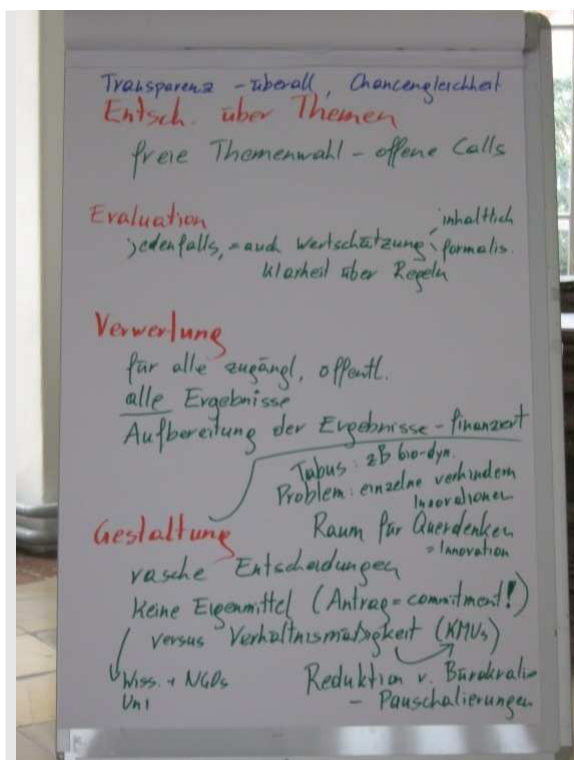 Transparenz - überall, Chancengleichheit
Entsch. über Themen
freie Themenwahl - offene Calls
Evaluation
inhaltlich
jedenfalls, = auch Wertschätzung formalis.
Klarheit über Regeln
Verwertung
für alle zugängl, öffentl.
alle Ergebnisse
Aufbereitung der Ergebnisse - finanziert
Tabus: zB bio-dyn.
Problem: einzelne verhindern
Innovationen
Gestaltung
Raum für Querdenken
= Innovation
rasche Entscheidungen
Keine Eigenmittel (Antrag = commitment!)
versus Verhältnismäßigkeit (KMUs)
Wiss. + NGOs
Uni
Reduktion v. Bürokratie
- Pauschalierungen